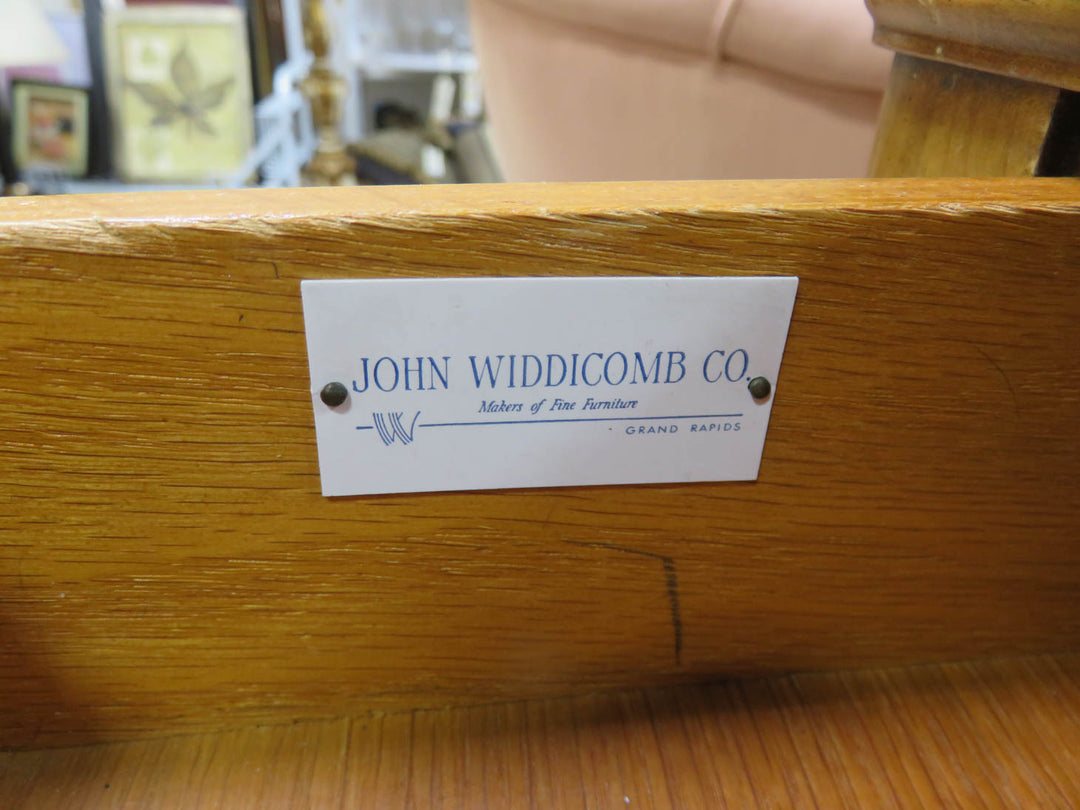 JOHN WIDDICOMB CO.
Makers of Fine Furniture
W
GRAND RAPIDS